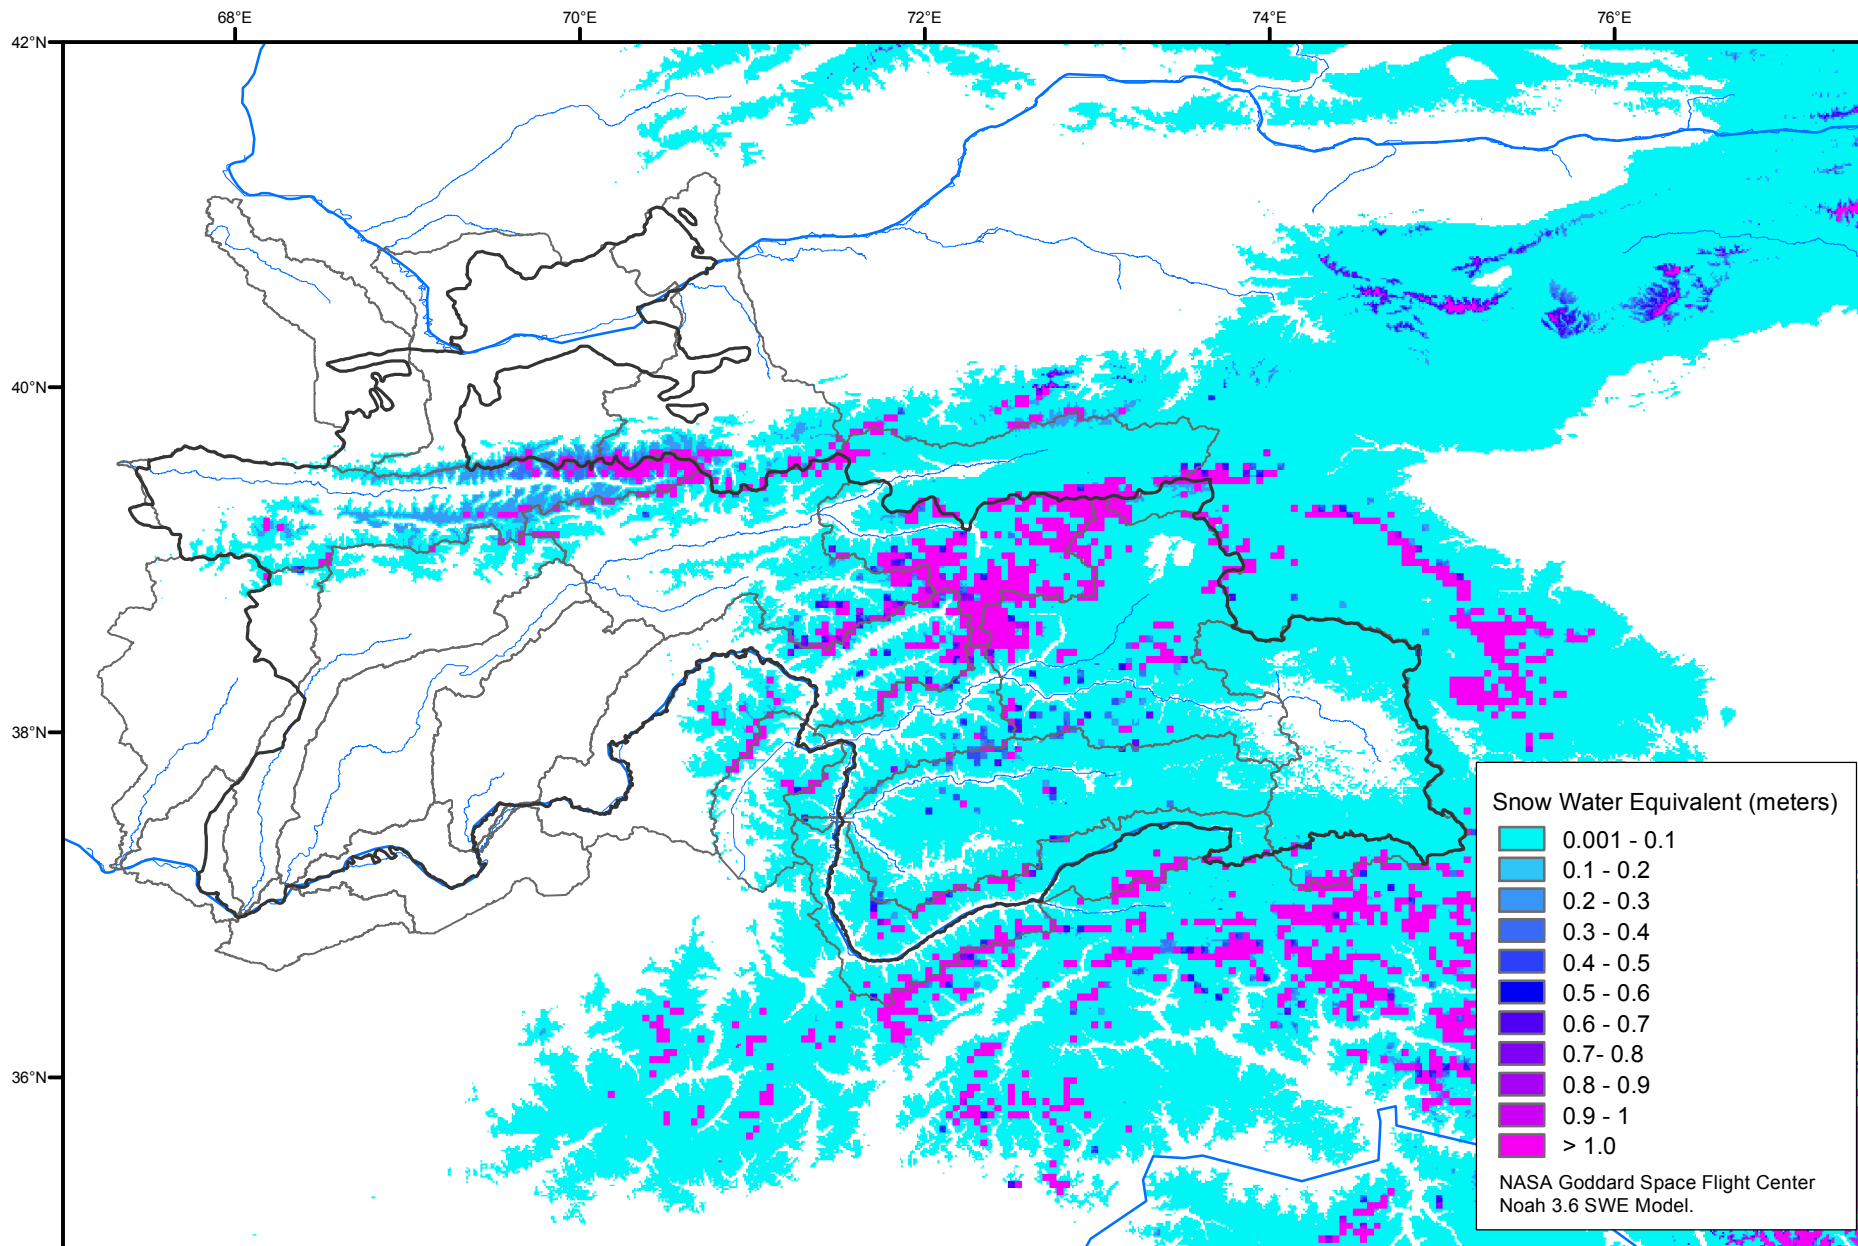 68°E 70°E 72°E 74°E 76°E
42°N
40°N
38°N
36°N
Snow Water Equivalent (meters)
0.001 - 0.1
0.1 - 0.2
0.2 - 0.3
0.3 - 0.4
0.4 - 0.5
0.5 - 0.6
0.6 - 0.7
0.7- 0.8
0.8 - 0.9
0.9 - 1
> 1.0
NASA Goddard Space Flight Center
Noah 3.6 SWE Model.